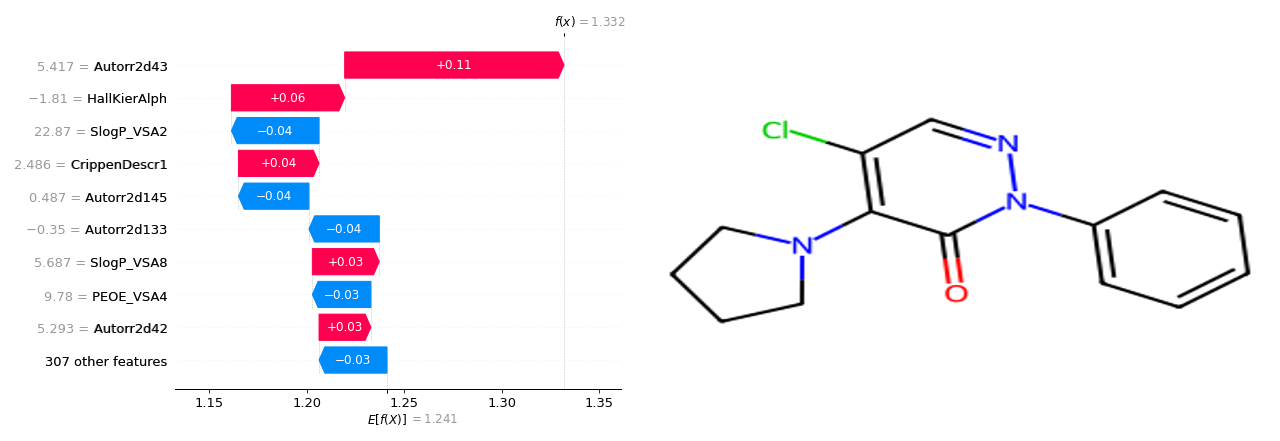 f(x) = 1.332
5.417 = Autorr2d43
+0.11
−1.81 = HallKierAlph
+0.06
22.87 = SlogP_VSA2
−0.04
2.486 = CrippenDescr1
+0.04
0.487 = Autorr2d145
−0.04
−0.35 = Autorr2d133
−0.04
5.687 = SlogP_VSA8
+0.03
9.78 = PEOE_VSA4
−0.03
5.293 = Autorr2d42
+0.03
307 other features
−0.03
1.15 1.20 1.25 1.30 1.35
E[f(X)] = 1.241
Cl
N
N
N
O